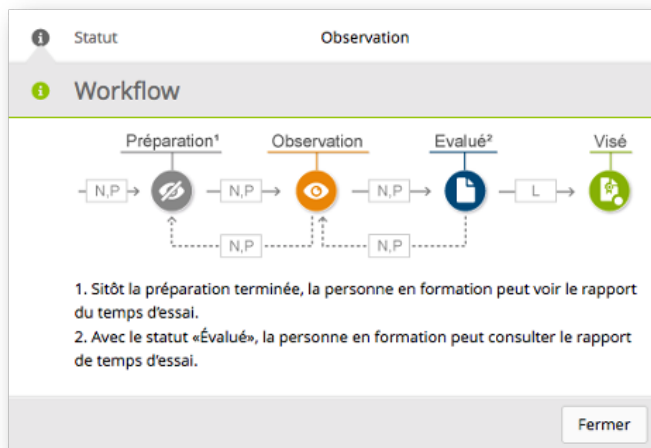 Statut
Observation
Workflow
Préparation¹
Observation
Evalué²
Visé
N,P
N,P
N,P
L
N,P
N,P
1. Sitôt la préparation terminée, la personne en formation peut voir le rapport
du temps d'essai.
2. Avec le statut «Évalué», la personne en formation peut consulter le rapport
de temps d'essai.
Fermer